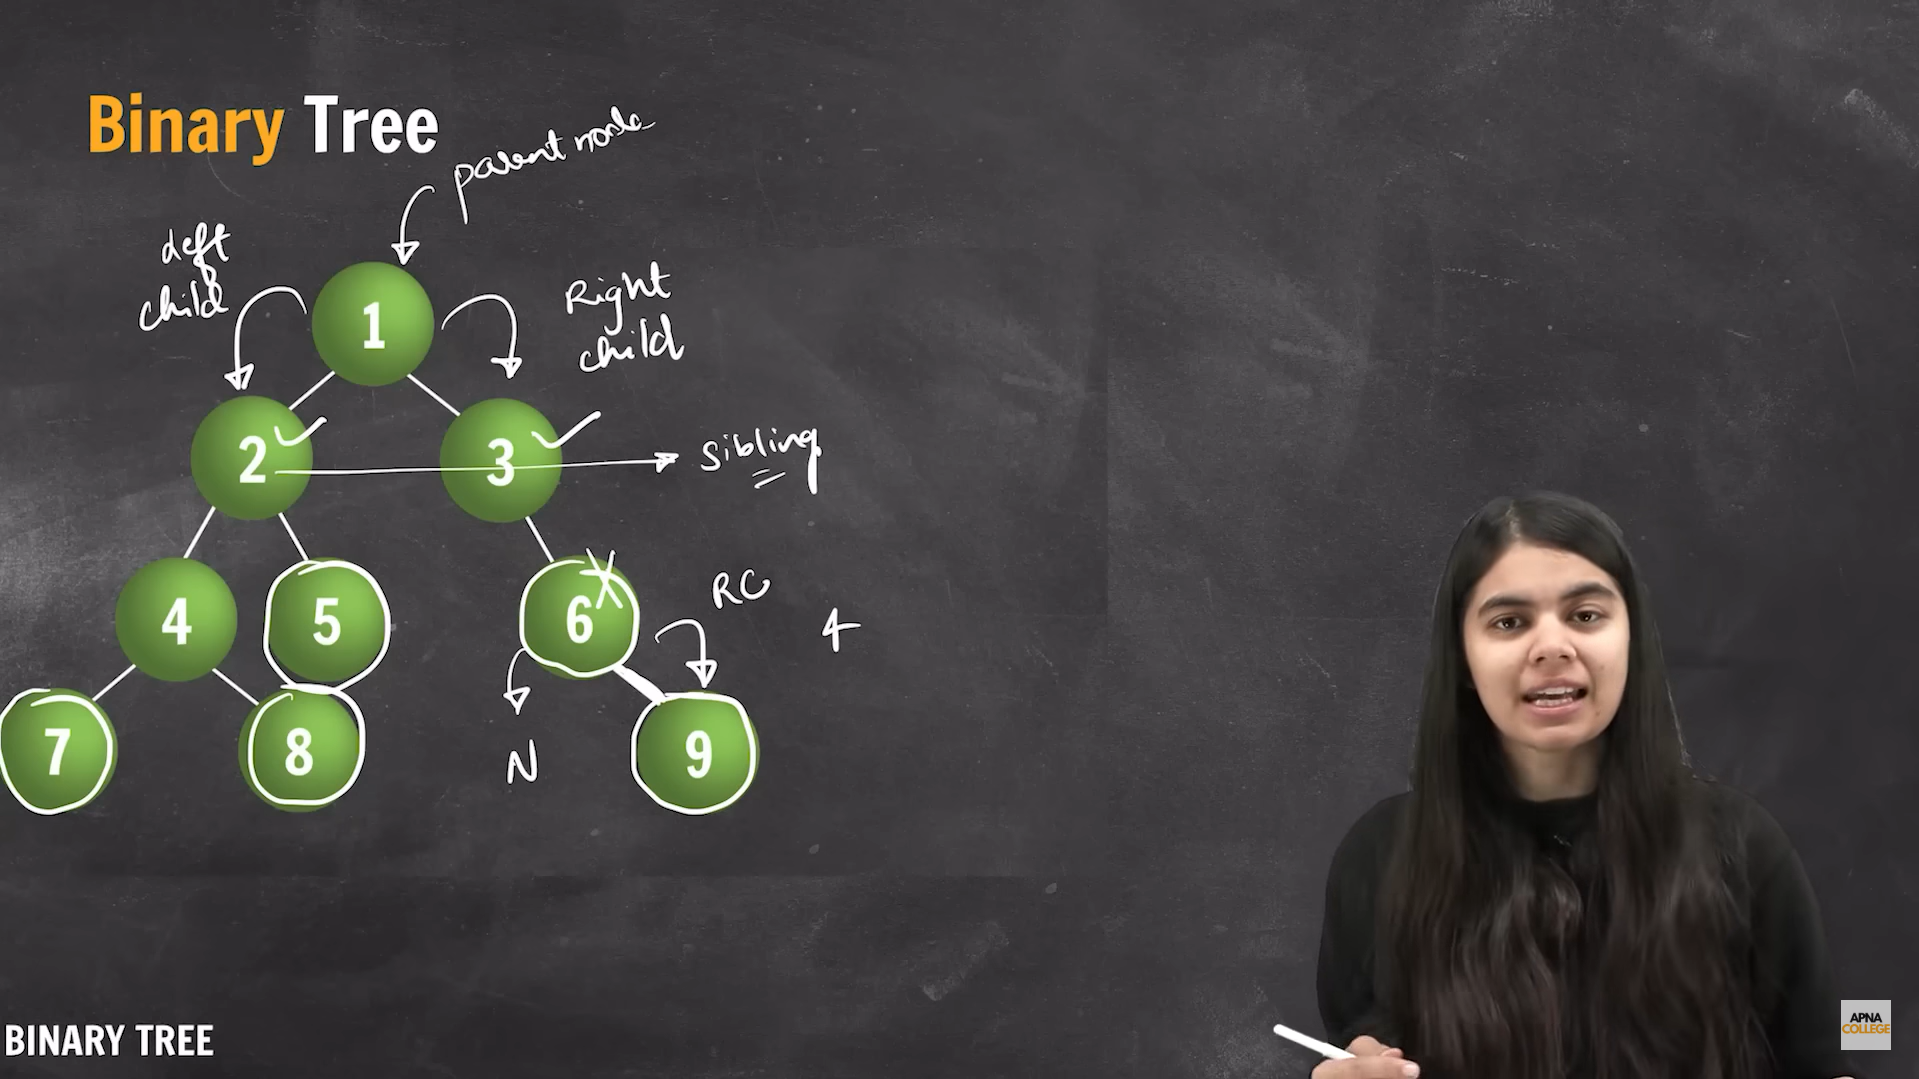 Binary Tree
parent node
left
child
1
Right
child
2
3
sibling
4
5
6
RC
4
7
8
N
9
BINARY TREE
APNA
COLLEGE